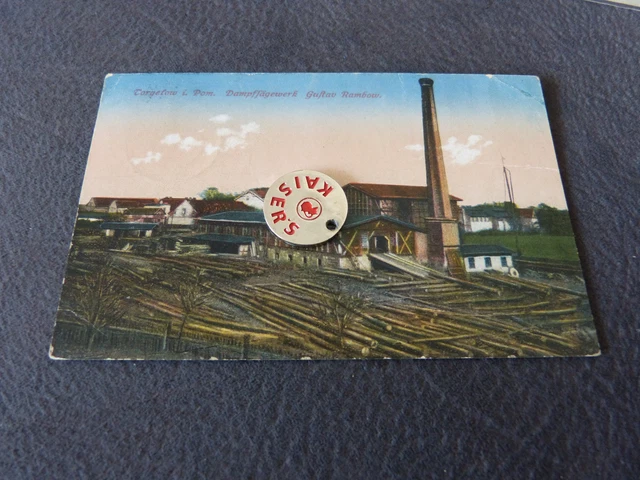 Torgelow i. Pom. Dampfsägewerk Gustav Rambow.
KAISER'S